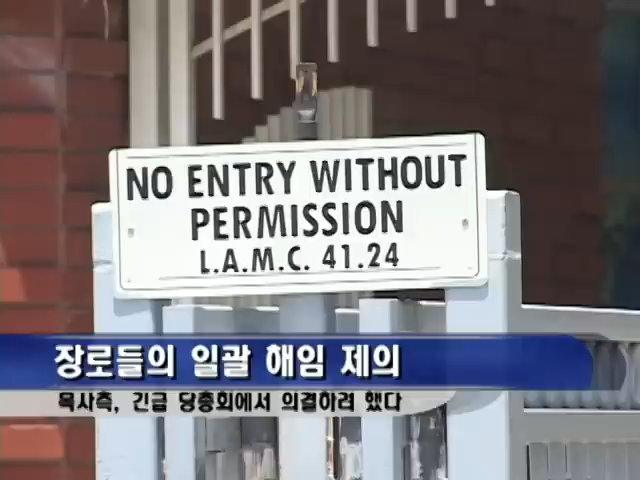 NO ENTRY WITHOUT
PERMISSION
L.A.M.C. 41.24
장로들의 일괄 해임 제의
목사측, 긴급 당총회에서 의결하려 했다